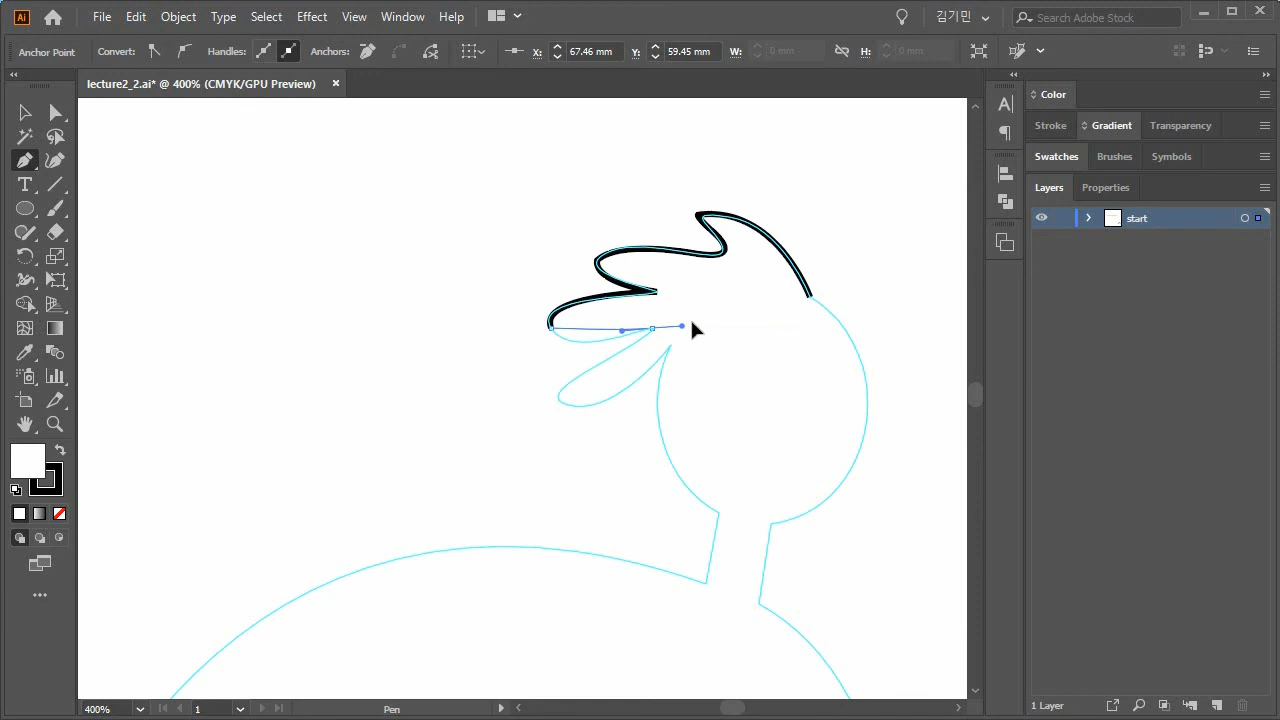 Ai File Edit Object Type Select Effect View Window Help 김기민 Search Adobe Stock
Anchor Point Convert: Handles: Anchors: X: 67.46 mm Y: 59.45 mm W: 0 mm H: 0 mm
lecture2_2.ai* @ 400% (CMYK/GPU Preview) ×
Color
Stroke Gradient Transparency
Swatches Brushes Symbols
Layers Properties
start
1 Layer
400% 1 Pen